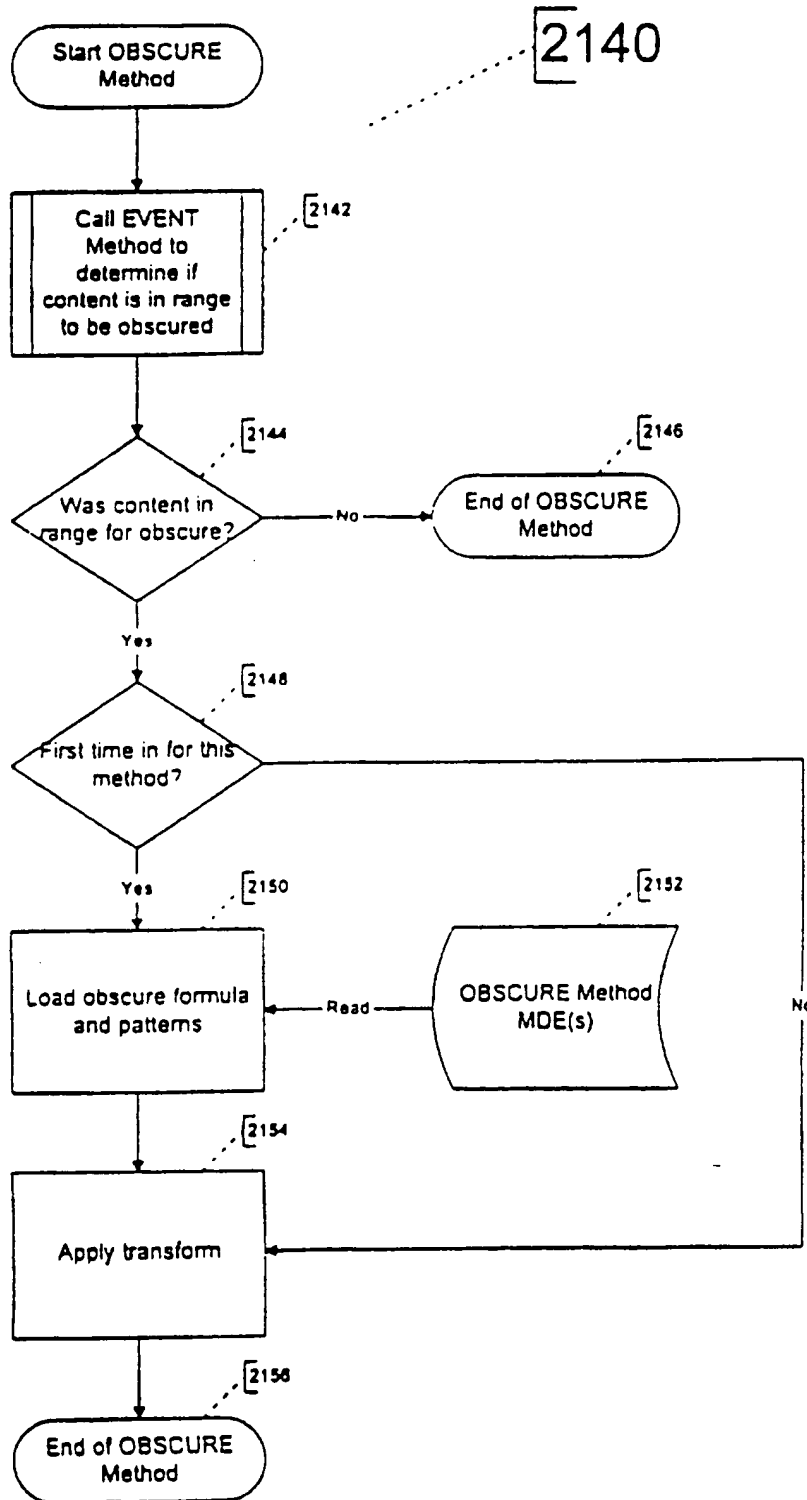 2140
Start OBSCURE
Method
2142
Call EVENT
Method to
determine if
content is in range
to be obscured
2144
Was content in
range for obscure?
No
2146
End of OBSCURE
Method
Yes
2148
First time in for this
method?
No
Yes
2150
Load obscure formula
and patterns
Read
2152
OBSCURE Method
MDE(s)
2154
Apply transform
2156
End of OBSCURE
Method